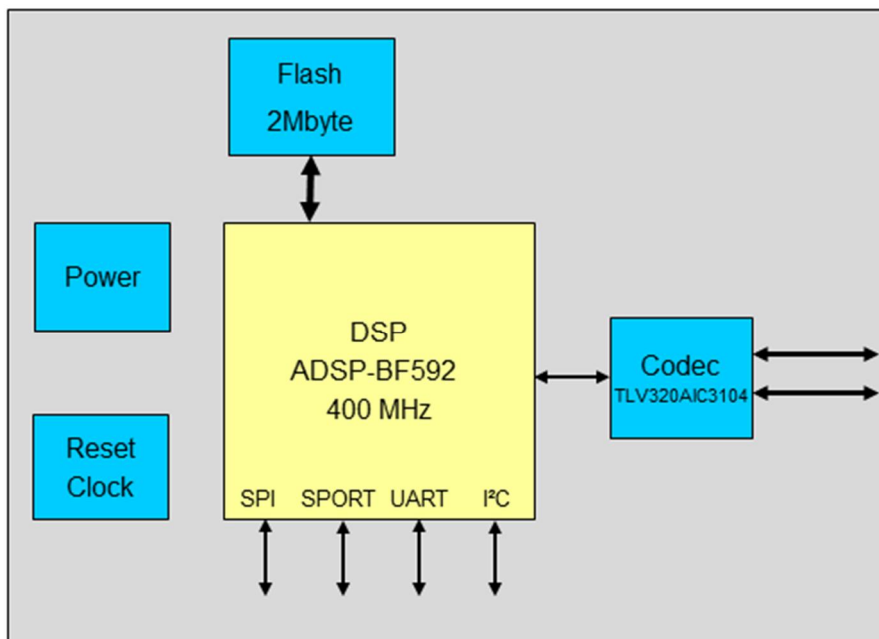 Flash
2Mbyte
Power
DSP
ADSP-BF592
400 MHz
Codec
TLV320AIC3104
Reset
Clock
SPI SPORT UART I²C